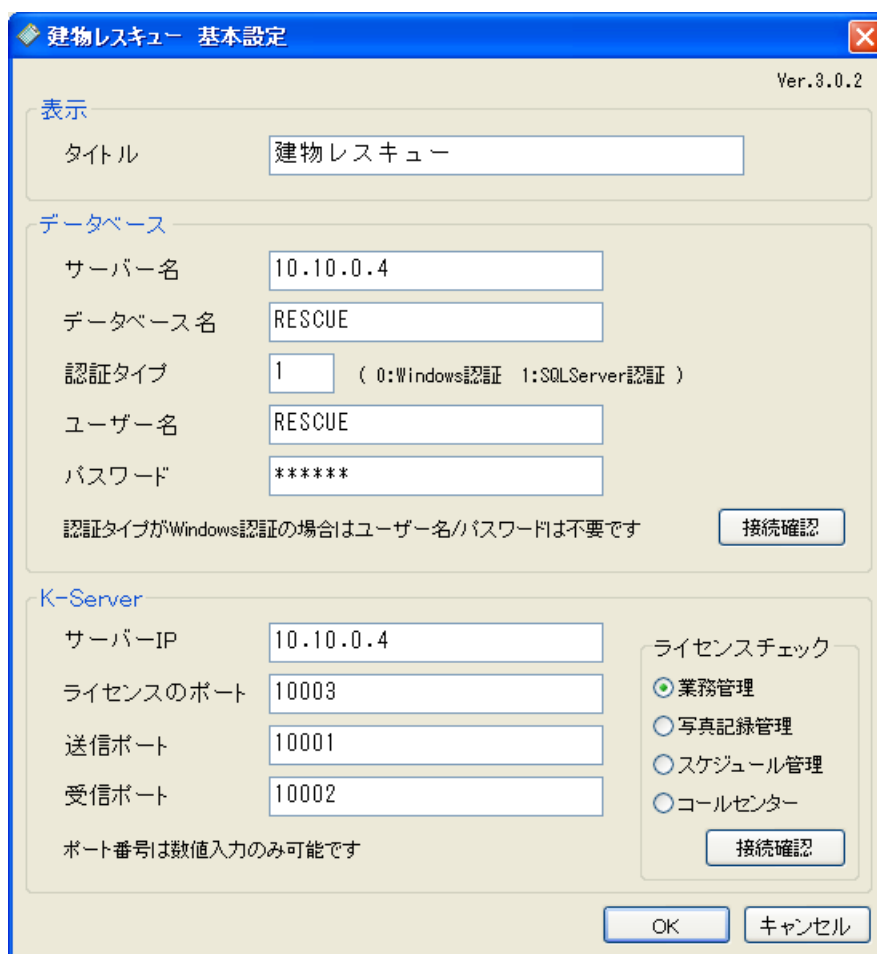 建物レスキュー 基本設定
Ver.3.0.2
表示
タイトル 建物レスキュー
データベース
サーバー名 10.10.0.4
データベース名 RESCUE
認証タイプ 1 ( 0:Windows認証 1:SQLServer認証 )
ユーザー名 RESCUE
パスワード ******
認証タイプがWindows認証の場合はユーザー名/パスワードは不要です 接続確認
K-Server
サーバーIP 10.10.0.4
ライセンスのポート 10003
送信ポート 10001
受信ポート 10002
ポート番号は数値入力のみ可能です
ライセンスチェック
業務管理
写真記録管理
スケジュール管理
コールセンター
接続確認
OK キャンセル